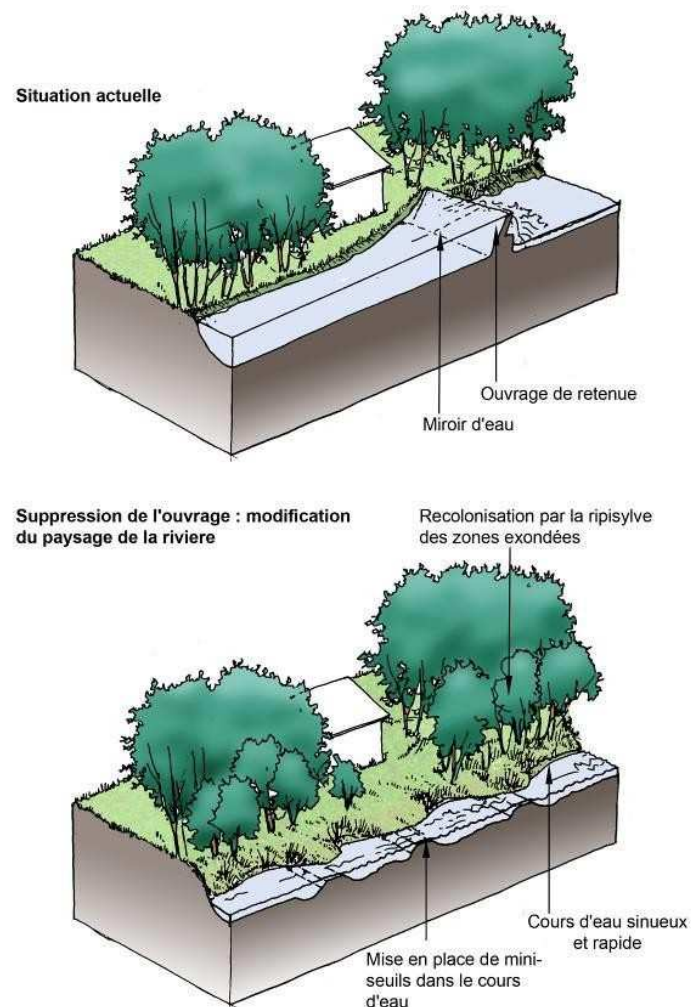 Situation actuelle
Ouvrage de retenue
Miroir d'eau
Suppression de l'ouvrage : modification
du paysage de la riviere
Recolonisation par la ripisylve
des zones exondées
Cours d'eau sinueux
et rapide
Mise en place de mini-
seuils dans le cours
d'eau